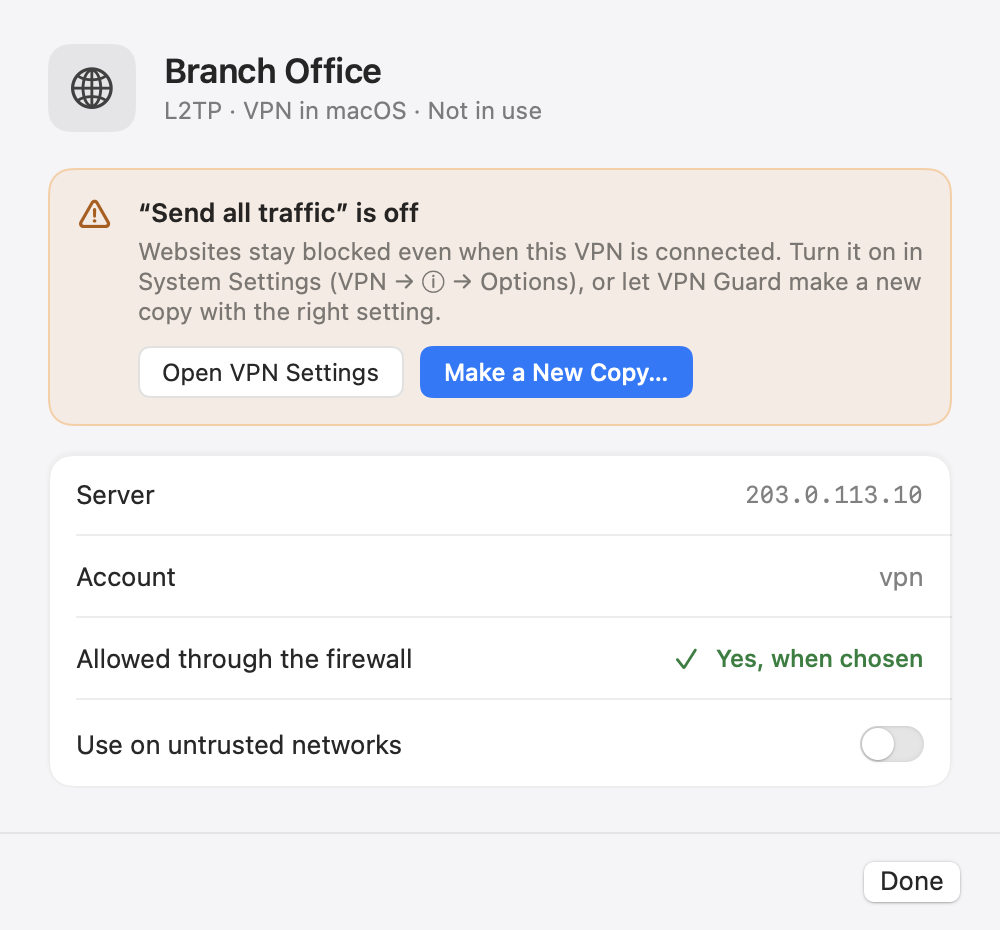 Branch Office
L2TP · VPN in macOS · Not in use
“Send all traffic” is off
Websites stay blocked even when this VPN is connected. Turn it on in
System Settings (VPN → ⓘ → Options), or let VPN Guard make a new
copy with the right setting.
Open VPN Settings
Make a New Copy...
Server
203.0.113.10
Account
vpn
Allowed through the firewall
✓ Yes, when chosen
Use on untrusted networks
Done